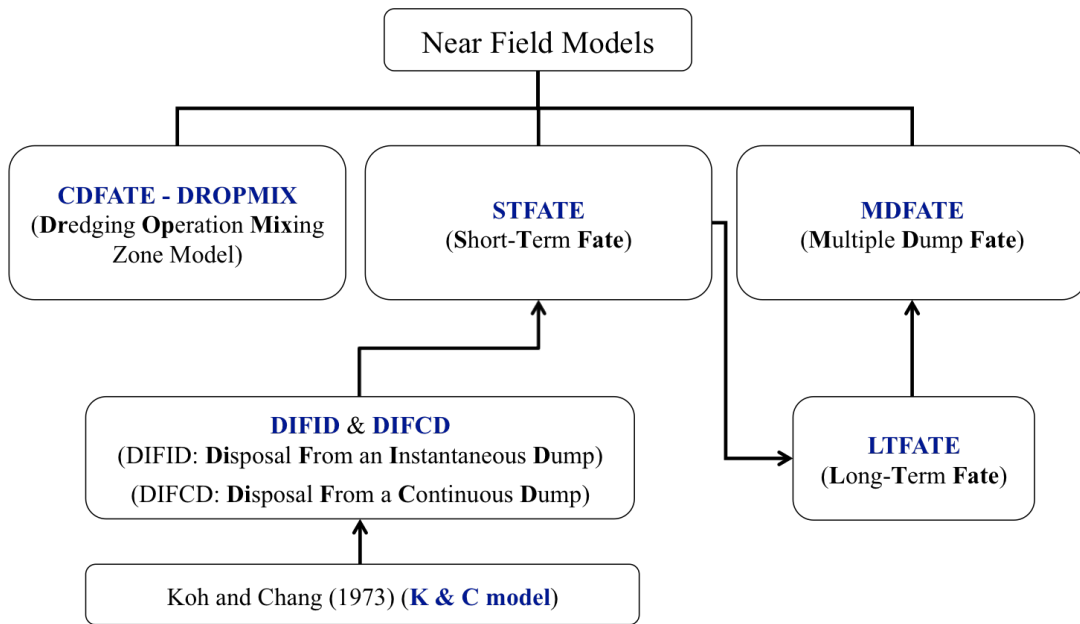 Near Field Models
CDFATE - DROPMIX
(Dredging Operation Mixing
Zone Model)
STFATE
(Short-Term Fate)
MDFATE
(Multiple Dump Fate)
DIFID & DIFCD
(DIFID: Disposal From an Instantaneous Dump)
(DIFCD: Disposal From a Continuous Dump)
LTFATE
(Long-Term Fate)
Koh and Chang (1973) (K & C model)